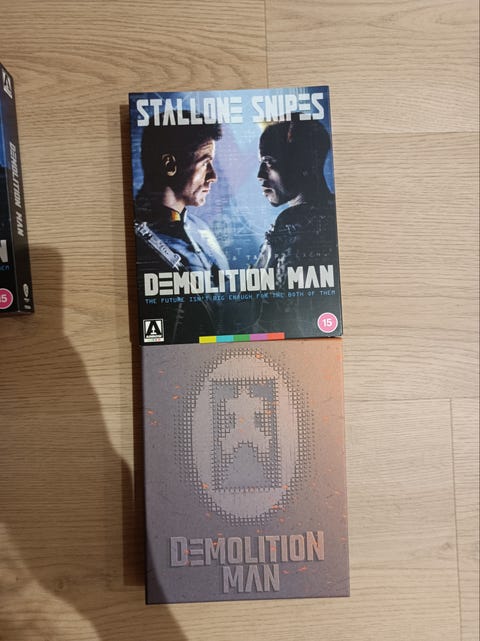 STALLONE SNIPES
DEMOLITION MAN
THE FUTURE ISN'T BIG ENOUGH FOR THE BOTH OF THEM
15
DEMOLITION
MAN
DEMOLITION MAN
N
HEM
15